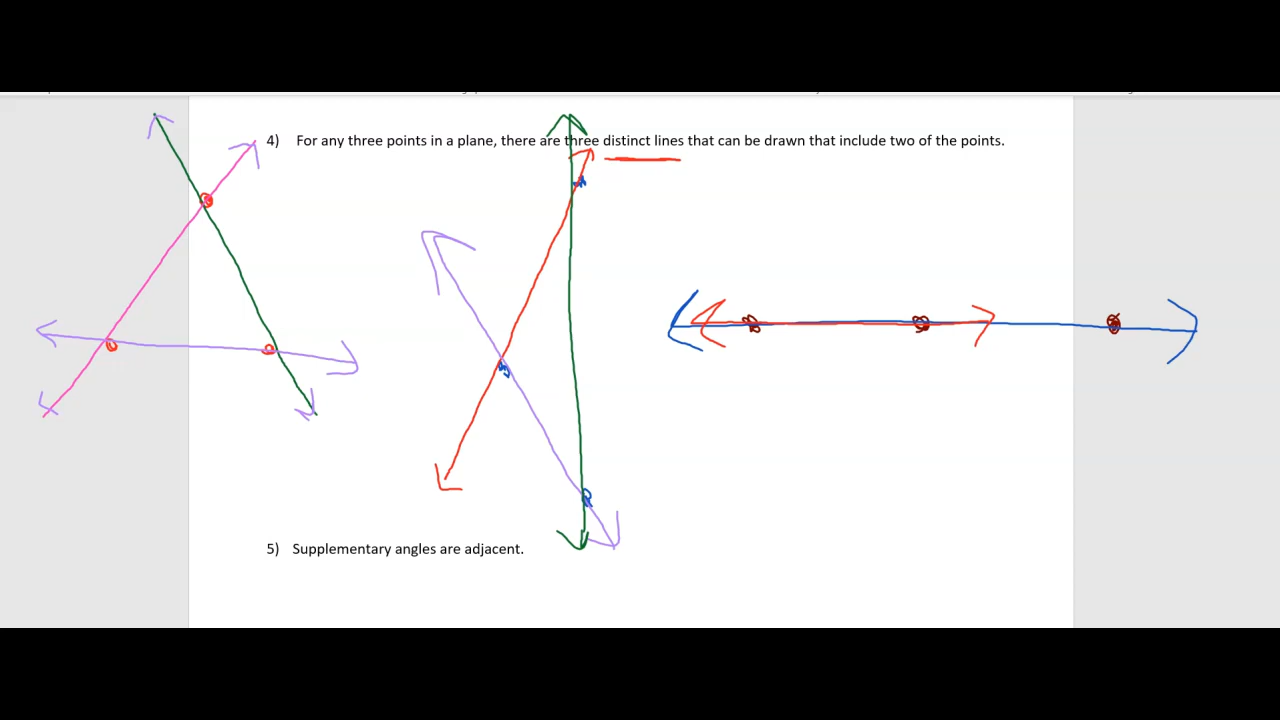 4) For any three points in a plane, there are three distinct lines that can be drawn that include two of the points.
5) Supplementary angles are adjacent.